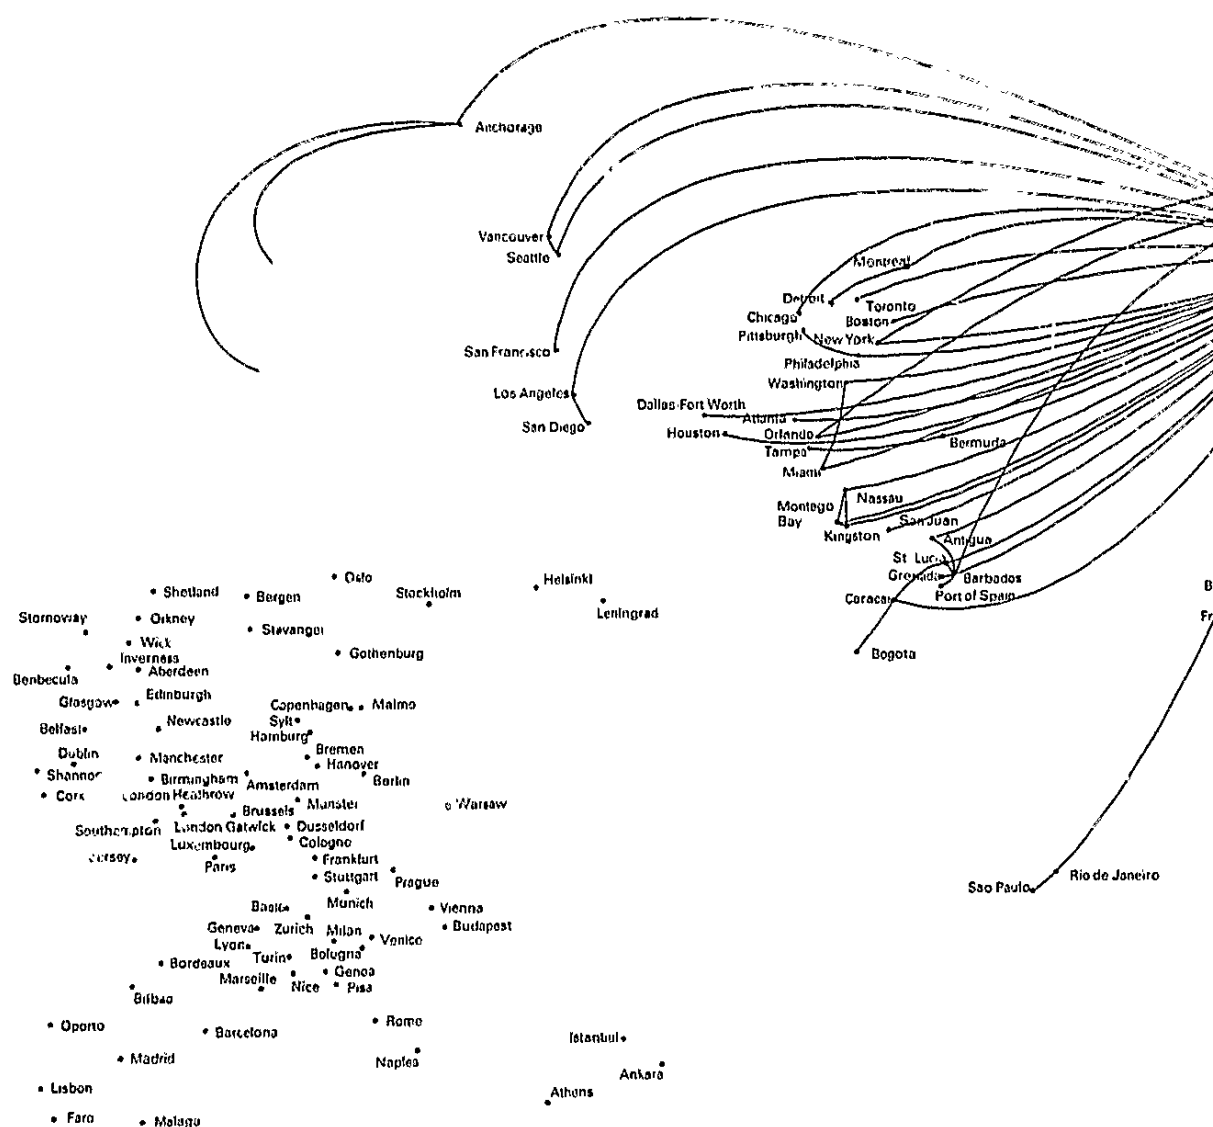 Anchorage
Vancouver
Seattle
Montreal
Detroit
Toronto
Chicago
Boston
Pittsburgh
New York
San Francisco
Philadelphia
Washington
Los Angeles
Dallas-Fort Worth
Atlanta
San Diego
Houston
Orlando
Bermuda
Tampa
Miami
Nassau
Montego
Bay
San Juan
Kingston
Antigua
St Lucia
Grenada
Barbados
Port of Spain
Caracas
B
Fr
Bogota
Oslo
Helsinki
Shetland
Bergen
Stockholm
Leningrad
Stornoway
Orkney
Stavanger
Wick
Inverness
Gothenburg
Benbecula
Aberdeen
Glasgow
Edinburgh
Copenhagen
Malmo
Belfast
Newcastle
Sylt
Hamburg
Dublin
Manchester
Bremen
Hanover
Shannon
Birmingham
Amsterdam
Berlin
Cork
London Heathrow
Munster
Warsaw
Brussels
Southampton
London Gatwick
Dusseldorf
Luxembourg
Cologne
Jersey
Paris
Frankfurt
Stuttgart
Prague
Sao Paulo
Rio de Janeiro
Basle
Munich
Vienna
Geneva
Zurich
Milan
Venice
Budapest
Lyon
Turin
Bologna
Bordeaux
Marseille
Nice
Genoa
Pisa
Bilbao
Oporto
Barcelona
Rome
Istanbul
Madrid
Naples
Ankara
Lisbon
Athens
Faro
Malaga